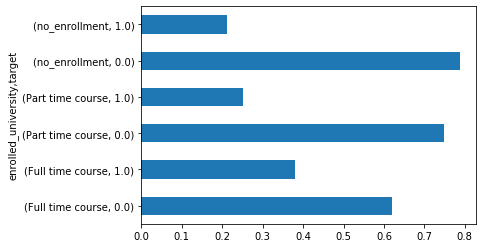 enrolled_university,target
(no_enrollment, 1.0)
(no_enrollment, 0.0)
(Part time course, 1.0)
(Part time course, 0.0)
(Full time course, 1.0)
(Full time course, 0.0)
0.0 0.1 0.2 0.3 0.4 0.5 0.6 0.7 0.8